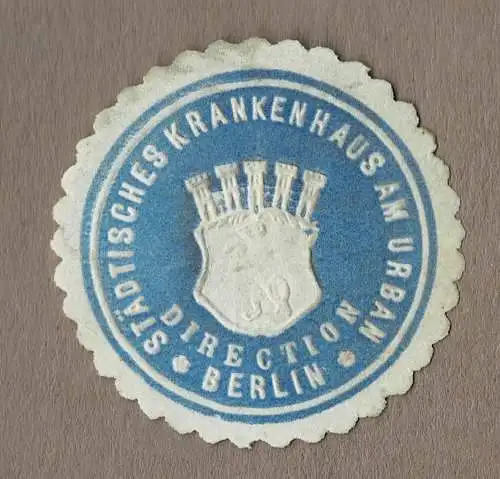 STÄDTISCHES KRANKENHAUS AM URBAN
DIRECTION
BERLIN